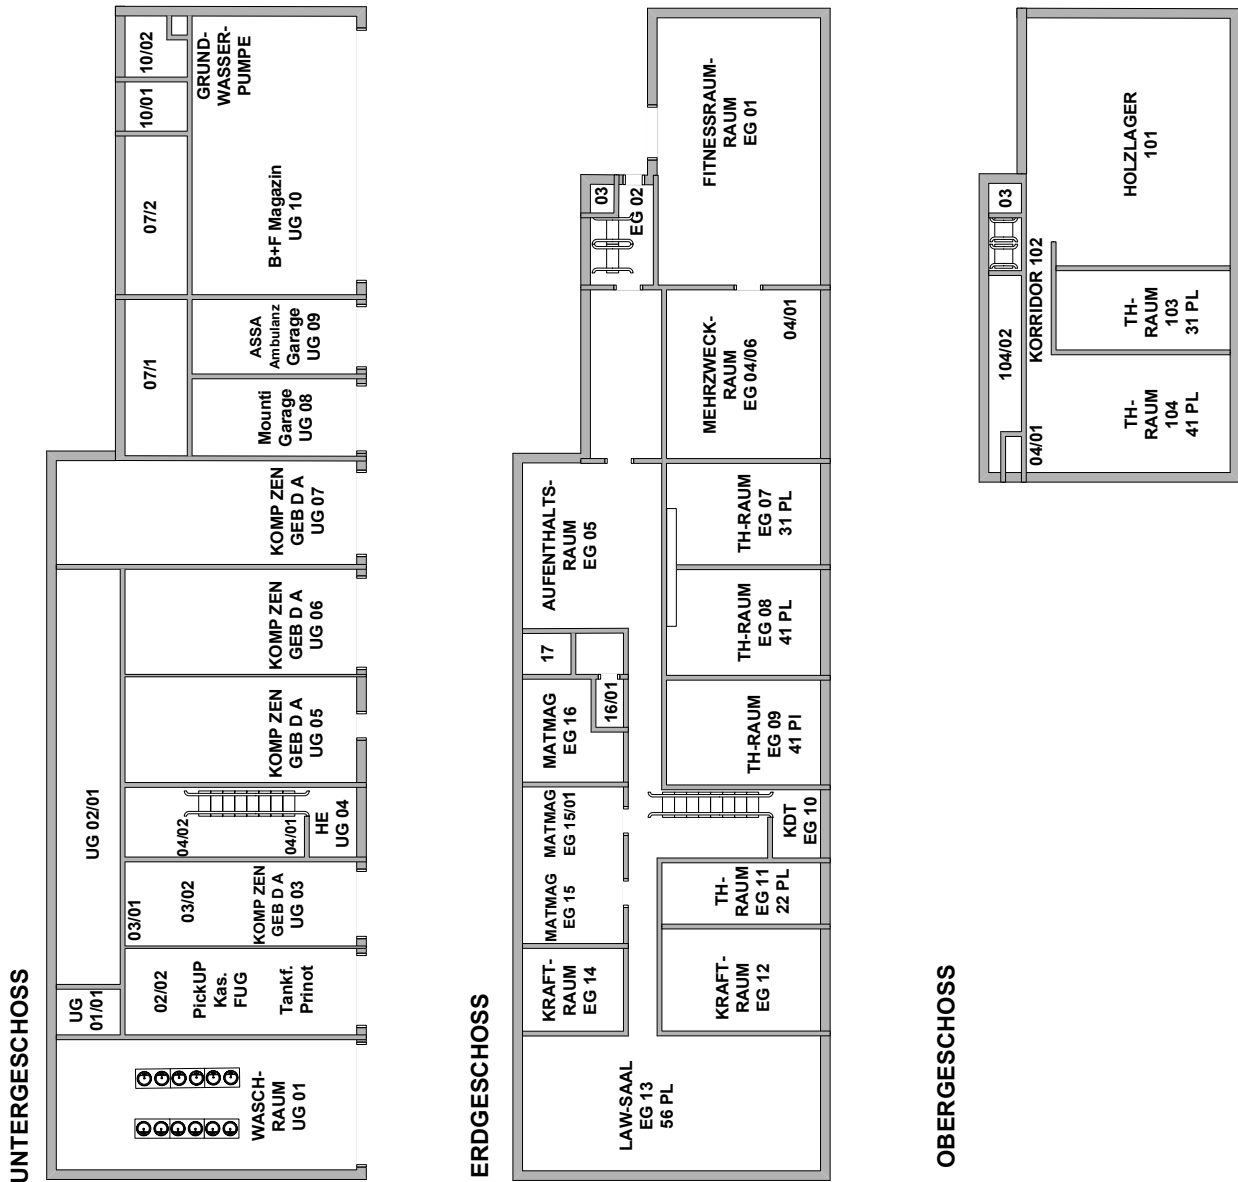 UNTERGESCHOSS
WASCH-
RAUM
UG 01
UG
01/01
02/02
PickUP
Kas.
FUG
Tankf.
Prinot
UG 02/01
03/01
03/02
KOMP ZEN
GEB D A
UG 03
04/02
04/01
HE
UG 04
KOMP ZEN
GEB D A
UG 05
KOMP ZEN
GEB D A
UG 06
KOMP ZEN
GEB D A
UG 07
07/1
Mounti
Garage
UG 08
ASSA
Ambulanz
Garage
UG 09
07/2
B+F Magazin
UG 10
10/01
10/02
GRUND-
WASSER-
PUMPE
ERDGESCHOSS
LAW-SAAL
EG 13
56 PL
KRAFT-
RAUM
EG 14
KRAFT-
RAUM
EG 12
MATMAG
EG 15
MATMAG
EG 15/01
TH-
RAUM
EG 11
22 PL
KDT
EG 10
MATMAG
EG 16
16/01
17
TH-RAUM
EG 09
41 Pl
TH-RAUM
EG 08
41 PL
TH-RAUM
EG 07
31 PL
AUFENTHALTS-
RAUM
EG 05
MEHRZWECK-
RAUM
EG 04/06
04/01
03
EG 02
FITNESSRAUM-
RAUM
EG 01
OBERGESCHOSS
04/01
104/02
TH-
RAUM
104
41 PL
KORRIDOR 102
TH-
RAUM
103
31 PL
03
HOLZLAGER
101